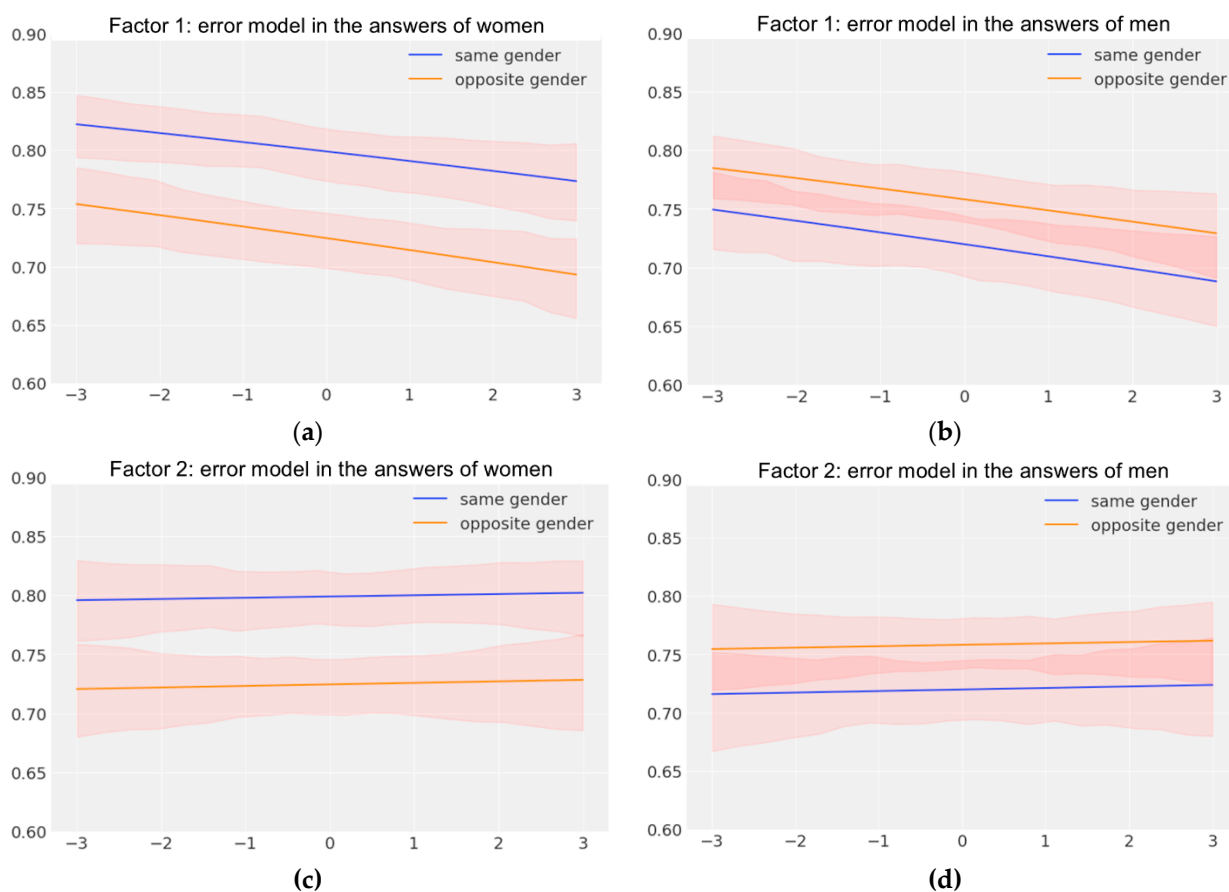 Factor 1: error model in the answers of women
0.90
same gender
opposite gender
0.85
0.80
0.75
0.70
0.65
0.60
−3 −2 −1 0 1 2 3
(a)
Factor 1: error model in the answers of men
0.90
same gender
opposite gender
0.85
0.80
0.75
0.70
0.65
0.60
−3 −2 −1 0 1 2 3
(b)
Factor 2: error model in the answers of women
0.90
same gender
opposite gender
0.85
0.80
0.75
0.70
0.65
0.60
−3 −2 −1 0 1 2 3
(c)
Factor 2: error model in the answers of men
0.90
same gender
opposite gender
0.85
0.80
0.75
0.70
0.65
0.60
−3 −2 −1 0 1 2 3
(d)